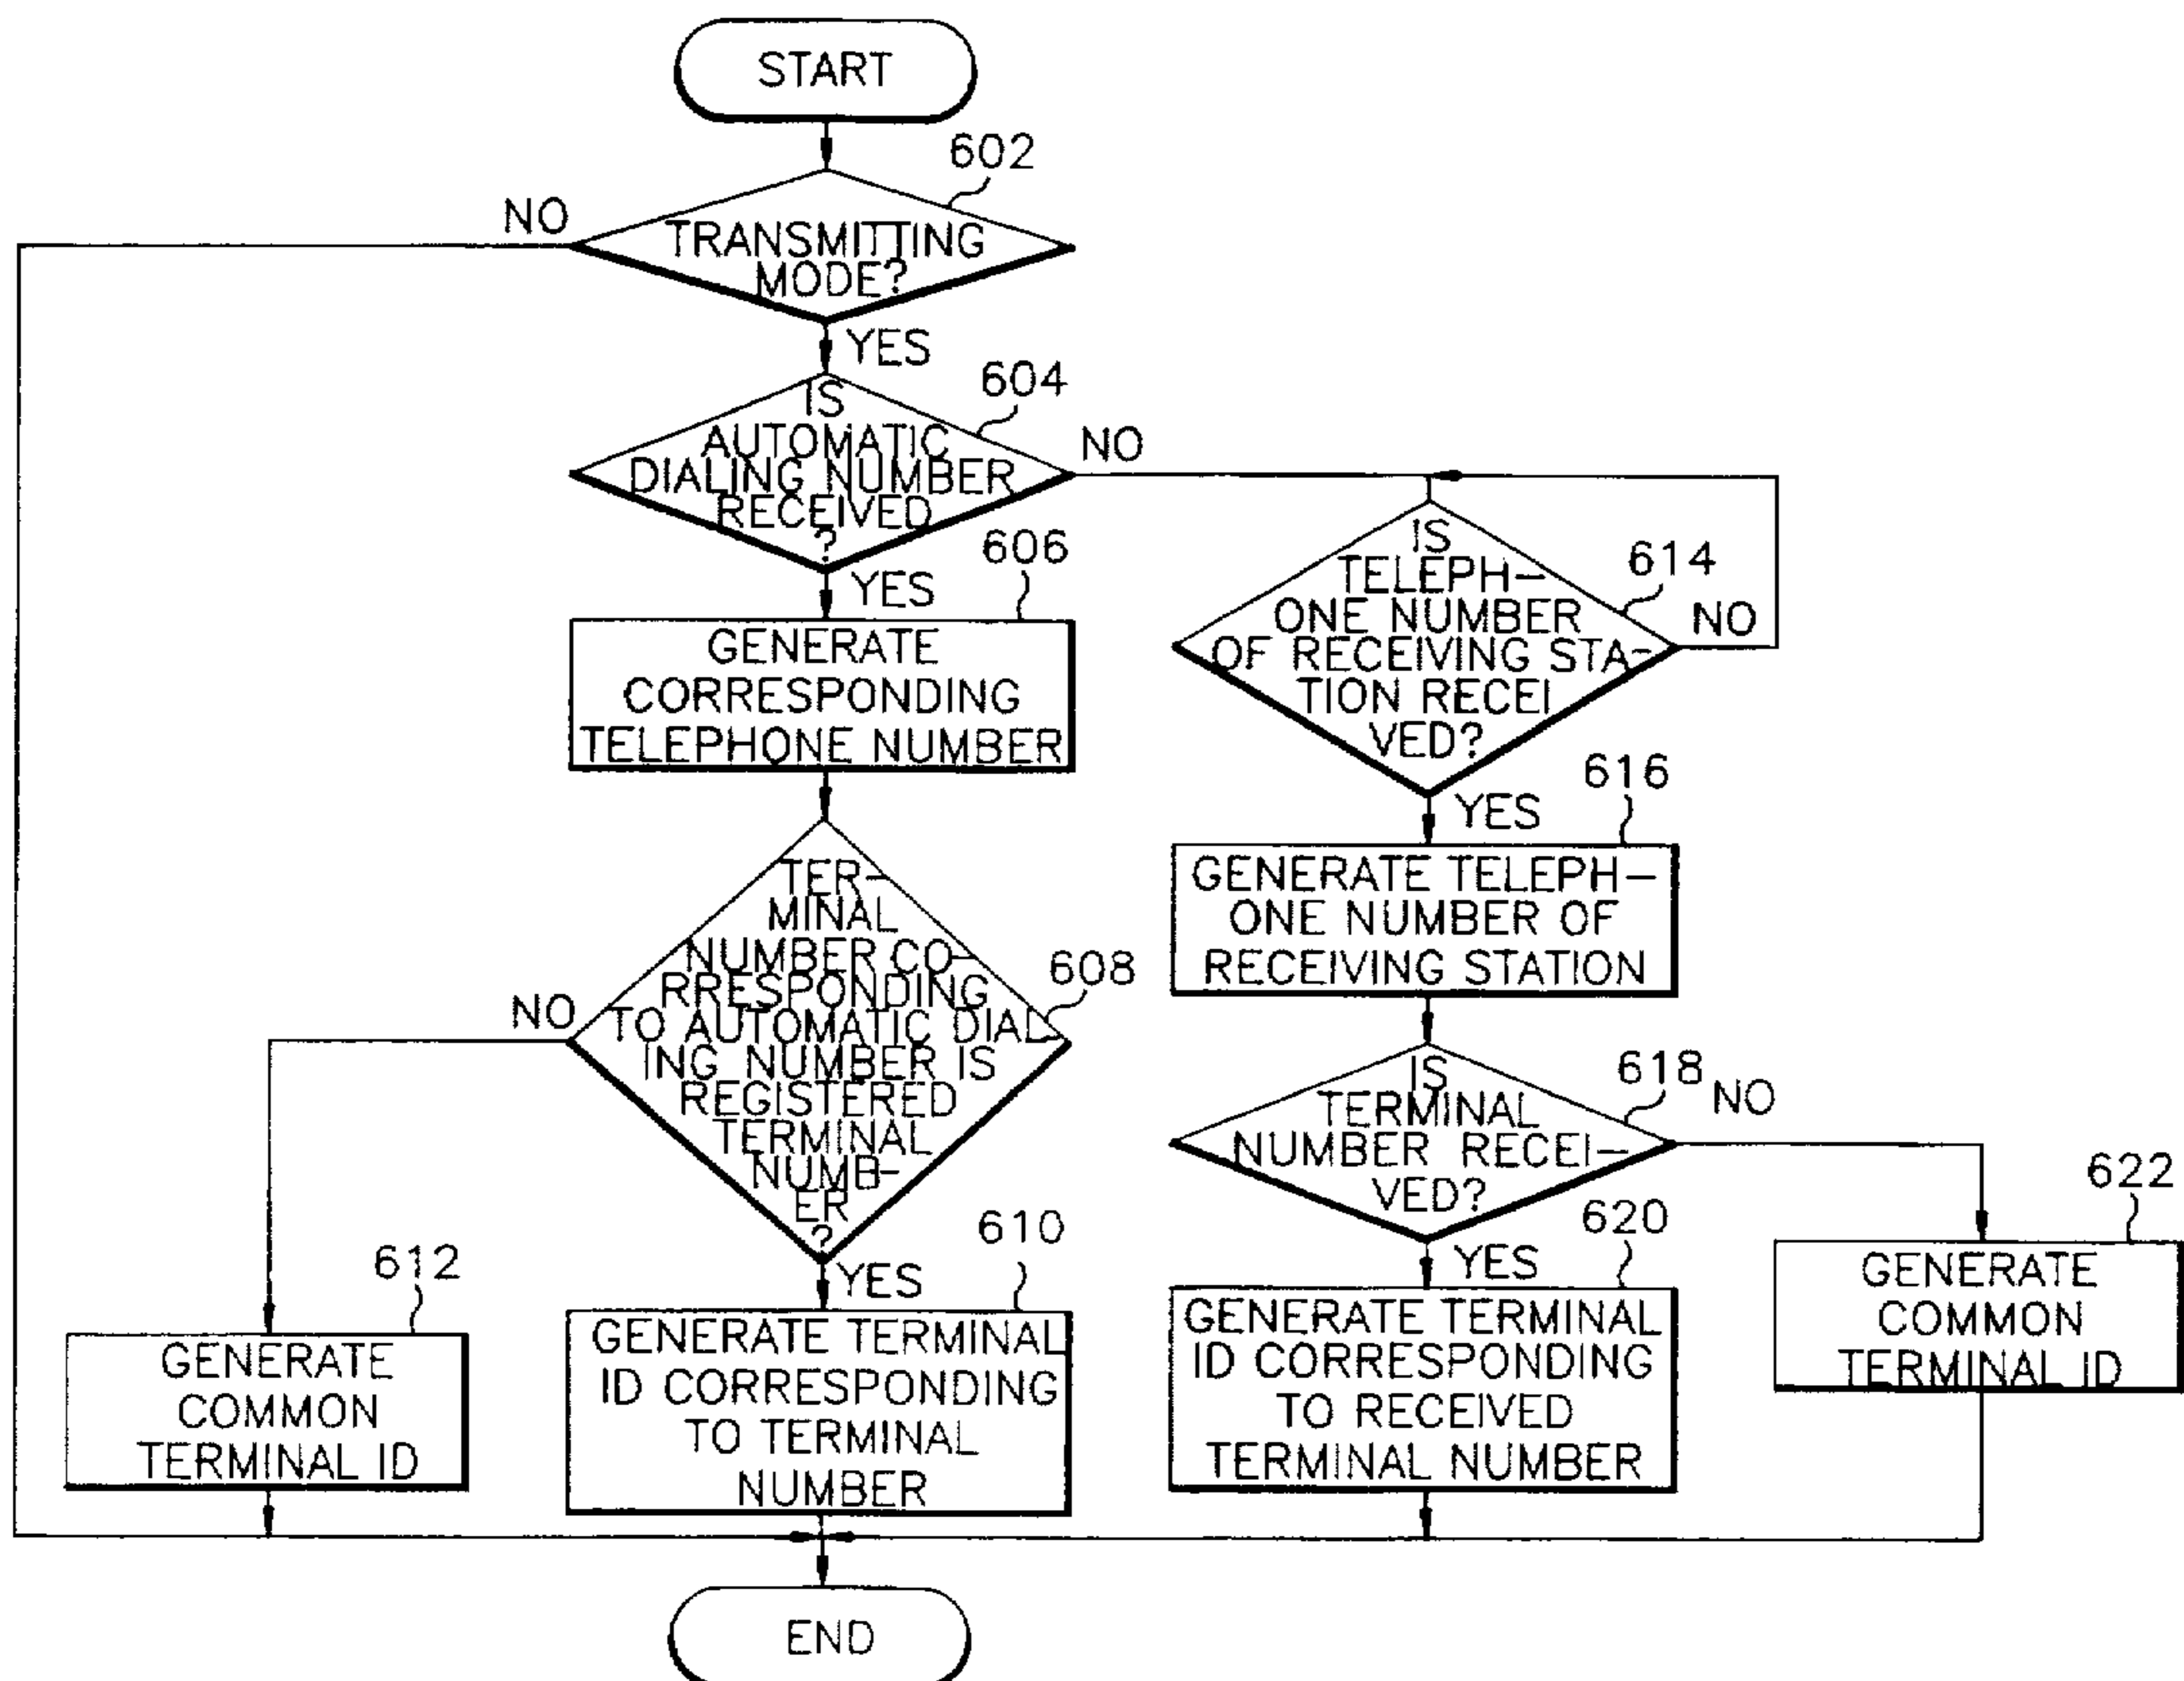 START
602
NO
TRANSMITTING
MODE?
YES
604
IS
AUTOMATIC
DIALING NUMBER
RECEIVED
?
NO
YES
606
GENERATE
CORRESPONDING
TELEPHONE NUMBER
IS
TELEPH-
ONE NUMBER
OF RECEIVING STA-
TION RECEI
VED?
614
NO
YES
616
GENERATE TELEPH-
ONE NUMBER OF
RECEIVING STATION
TER-
MINAL
NUMBER CO-
RRESPONDING
TO AUTOMATIC DIAL-
ING NUMBER IS
REGISTERED
TERMINAL
NUMB-
ER
?
608
NO
YES
IS
TERMINAL
NUMBER RECEI-
VED?
618
NO
YES
612
GENERATE
COMMON
TERMINAL ID
610
GENERATE TERMINAL
ID CORRESPONDING
TO TERMINAL
NUMBER
620
GENERATE TERMINAL
ID CORRESPONDING
TO RECEIVED
TERMINAL NUMBER
622
GENERATE
COMMON
TERMINAL ID
END